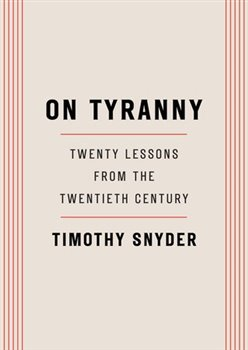 ON TYRANNY
TWENTY LESSONS
FROM THE
TWENTIETH CENTURY
TIMOTHY SNYDER